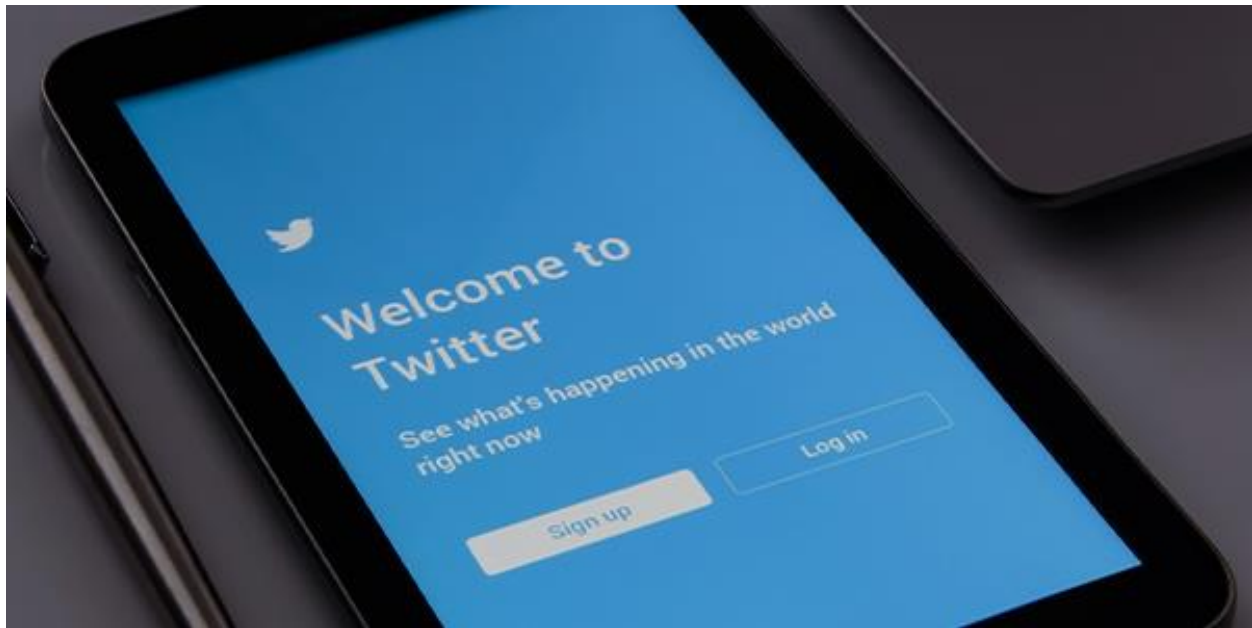 Welcome to
Twitter
See what's happening in the world
right now
Sign up
Log in